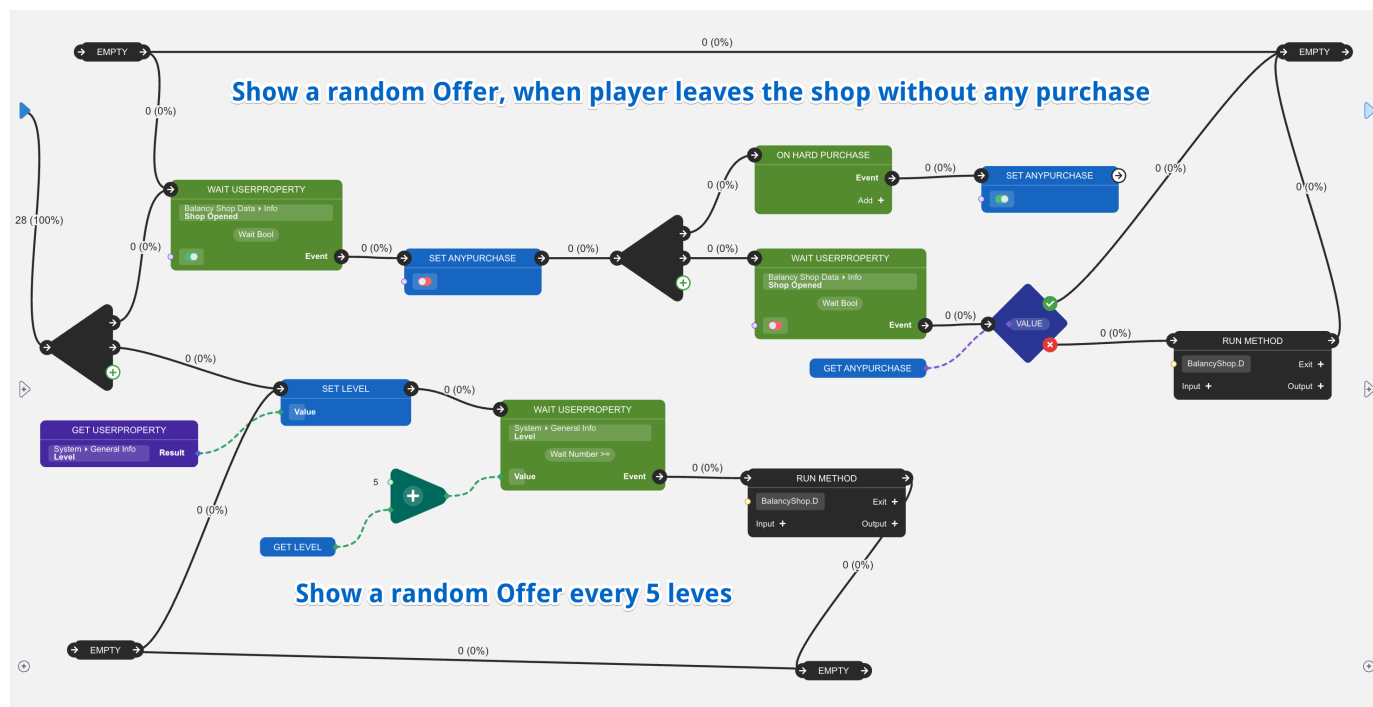 EMPTY
0 (0%)
EMPTY
Show a random Offer, when player leaves the shop without any purchase
0 (0%)
ON HARD PURCHASE
Event
Add +
0 (0%)
SET ANYPURCHASE
0 (0%)
0 (0%)
0 (0%)
WAIT USERPROPERTY
Balancy Shop Data ▸ Info
Shop Opened
Wait Bool
Event
28 (100%)
0 (0%)
0 (0%)
SET ANYPURCHASE
0 (0%)
0 (0%)
WAIT USERPROPERTY
Balancy Shop Data ▸ Info
Shop Opened
Wait Bool
Event
0 (0%)
VALUE
0 (0%)
GET ANYPURCHASE
RUN METHOD
BalancyShop.D
Exit +
Input +
Output +
0 (0%)
SET LEVEL
Value
0 (0%)
GET USERPROPERTY
System ▸ General Info
Level
Result
WAIT USERPROPERTY
System ▸ General Info
Level
Wait Number >=
Value
Event
0 (0%)
5
+
GET LEVEL
RUN METHOD
BalancyShop.D
Exit +
Input +
Output +
0 (0%)
0 (0%)
Show a random Offer every 5 leves
EMPTY
0 (0%)
EMPTY